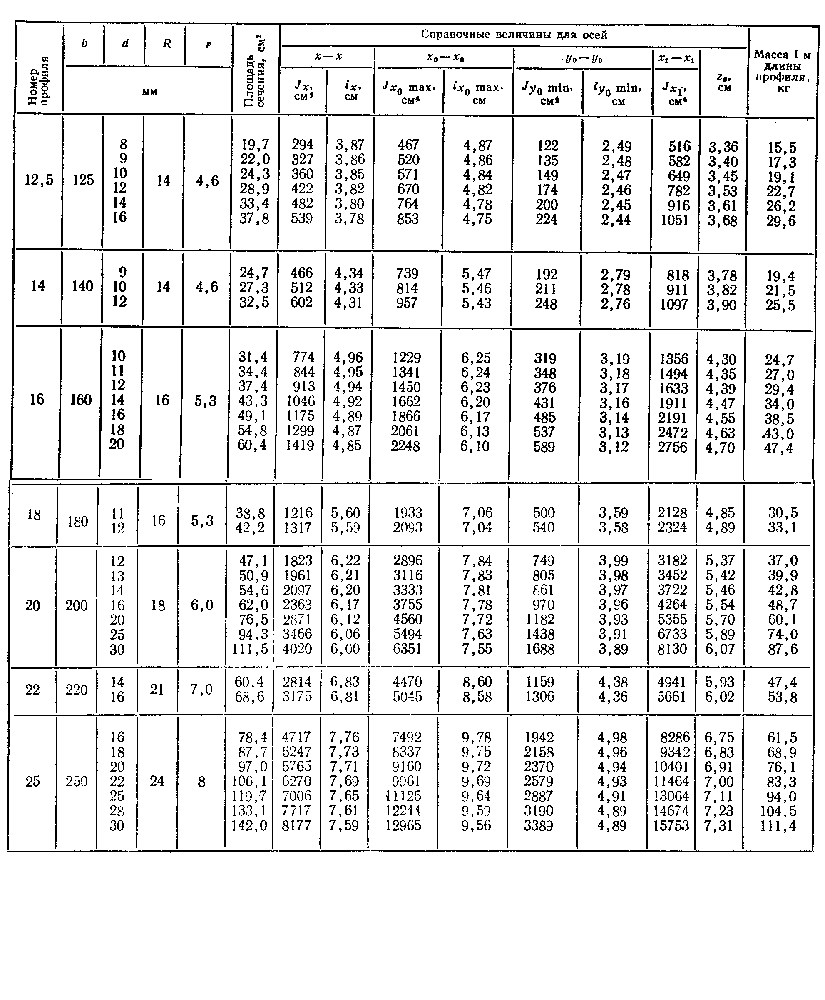 Номер профиля b d R r Площадь сечения, см² Справочные величины для осей Масса 1 м длины профиля, кг
x — x x₀ — x₀ y₀ — y₀ x₁ — x₁ z₀, см
мм Jx, см⁴ ix, см Jx₀ max, см⁴ ix₀ max, см Jy₀ min, см⁴ iy₀ min, см Jx₁, см⁴
8 19,7 294 3,87 467 4,87 122 2,49 516 3,36 15,5
9 22,0 327 3,86 520 4,86 135 2,48 582 3,40 17,3
12,5 125 10 14 4,6 24,3 360 3,85 571 4,84 149 2,47 649 3,45 19,1
12 28,9 422 3,82 670 4,82 174 2,46 782 3,53 22,7
14 33,4 482 3,80 764 4,78 200 2,45 916 3,61 26,2
16 37,8 539 3,78 853 4,75 224 2,44 1051 3,68 29,6
9 24,7 466 4,34 739 5,47 192 2,79 818 3,78 19,4
14 140 10 14 4,6 27,3 512 4,33 814 5,46 211 2,78 911 3,82 21,5
12 32,5 602 4,31 957 5,43 248 2,76 1097 3,90 25,5
10 31,4 774 4,96 1229 6,25 319 3,19 1356 4,30 24,7
11 34,4 844 4,95 1341 6,24 348 3,18 1494 4,35 27,0
12 37,4 913 4,94 1450 6,23 376 3,17 1633 4,39 29,4
16 160 14 16 5,3 43,3 1046 4,92 1662 6,20 431 3,16 1911 4,47 34,0
16 49,1 1175 4,89 1866 6,17 485 3,14 2191 4,55 38,5
18 54,8 1299 4,87 2061 6,13 537 3,13 2472 4,63 43,0
20 60,4 1419 4,85 2248 6,10 589 3,12 2756 4,70 47,4
18 180 11 16 5,3 38,8 1216 5,60 1933 7,06 500 3,59 2128 4,85 30,5
12 42,2 1317 5,59 2093 7,04 540 3,58 2324 4,89 33,1
12 47,1 1823 6,22 2896 7,84 749 3,99 3182 5,37 37,0
13 50,9 1961 6,21 3116 7,83 805 3,98 3452 5,42 39,9
14 54,6 2097 6,20 3333 7,81 861 3,97 3722 5,46 42,8
20 200 16 18 6,0 62,0 2363 6,17 3755 7,78 970 3,96 4264 5,54 48,7
20 76,5 2871 6,12 4560 7,72 1182 3,93 5355 5,70 60,1
25 94,3 3466 6,06 5494 7,63 1438 3,91 6733 5,89 74,0
30 111,5 4020 6,00 6351 7,55 1688 3,89 8130 6,07 87,6
22 220 14 21 7,0 60,4 2814 6,83 4470 8,60 1159 4,38 4941 5,93 47,4
16 68,6 3175 6,81 5045 8,58 1306 4,36 5661 6,02 53,8
16 78,4 4717 7,76 7492 9,78 1942 4,98 8286 6,75 61,5
18 87,7 5247 7,73 8337 9,75 2158 4,96 9342 6,83 68,9
20 97,0 5765 7,71 9160 9,72 2370 4,94 10401 6,91 76,1
25 250 22 24 8 106,1 6270 7,69 9961 9,69 2579 4,93 11464 7,00 83,3
25 119,7 7006 7,65 11125 9,64 2887 4,91 13064 7,11 94,0
28 133,1 7717 7,61 12244 9,59 3190 4,89 14674 7,23 104,5
30 142,0 8177 7,59 12965 9,56 3389 4,89 15753 7,31 111,4